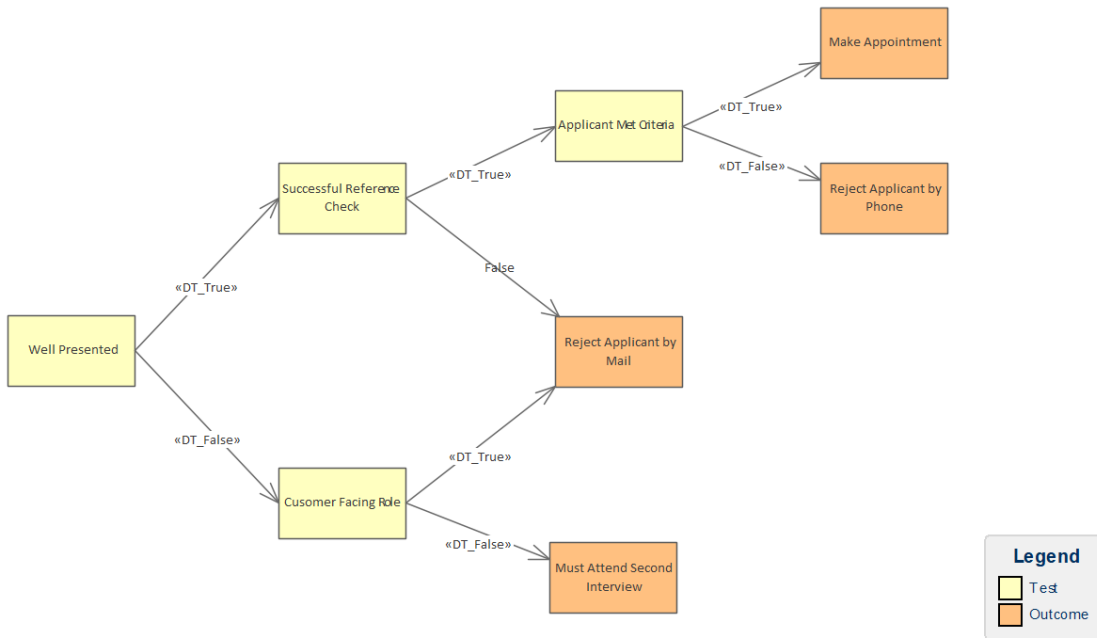 Make Appointment
«DT_True»
Applicant Met Criteria
«DT_False»
Reject Applicant by
Phone
«DT_True»
Successful Reference
Check
False
«DT_True»
Well Presented
Reject Applicant by
Mail
«DT_False»
«DT_True»
Cusomer Facing Role
«DT_False»
Must Attend Second
Interview
Legend
Test
Outcome